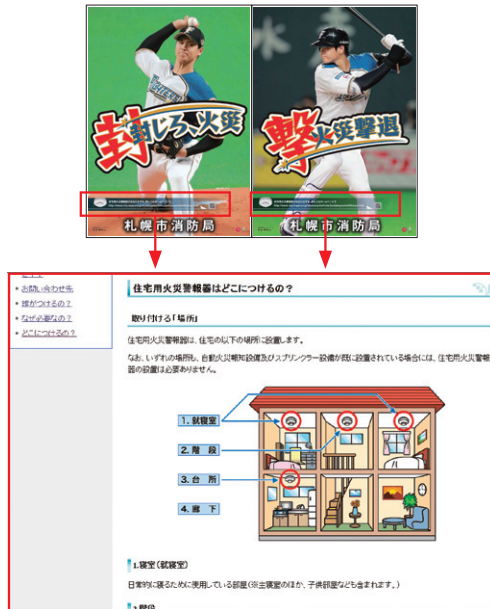 封じろ、火災
撃 火災撃退
札幌市消防局
札幌市消防局
お問い合わせ先
誰がつけるの?
なぜ必要なの?
どこにつけるの?
住宅用火災警報器はどこにつけるの?
取り付ける「場所」
住宅用火災警報器は、住宅の以下の場所に設置します。
なお、いずれの場所も、自動火災報知設備及びスプリンクラー設備が既に設置されている場合には、住宅用火災警報
器の設置は必要ありません。
1. 就寝室
2. 階 段
3. 台 所
4. 廊 下
1.寝室(就寝室)
日常的に寝るために使用している部屋(※主寝室のほか、子供部屋なども含まれます。)
2.階段